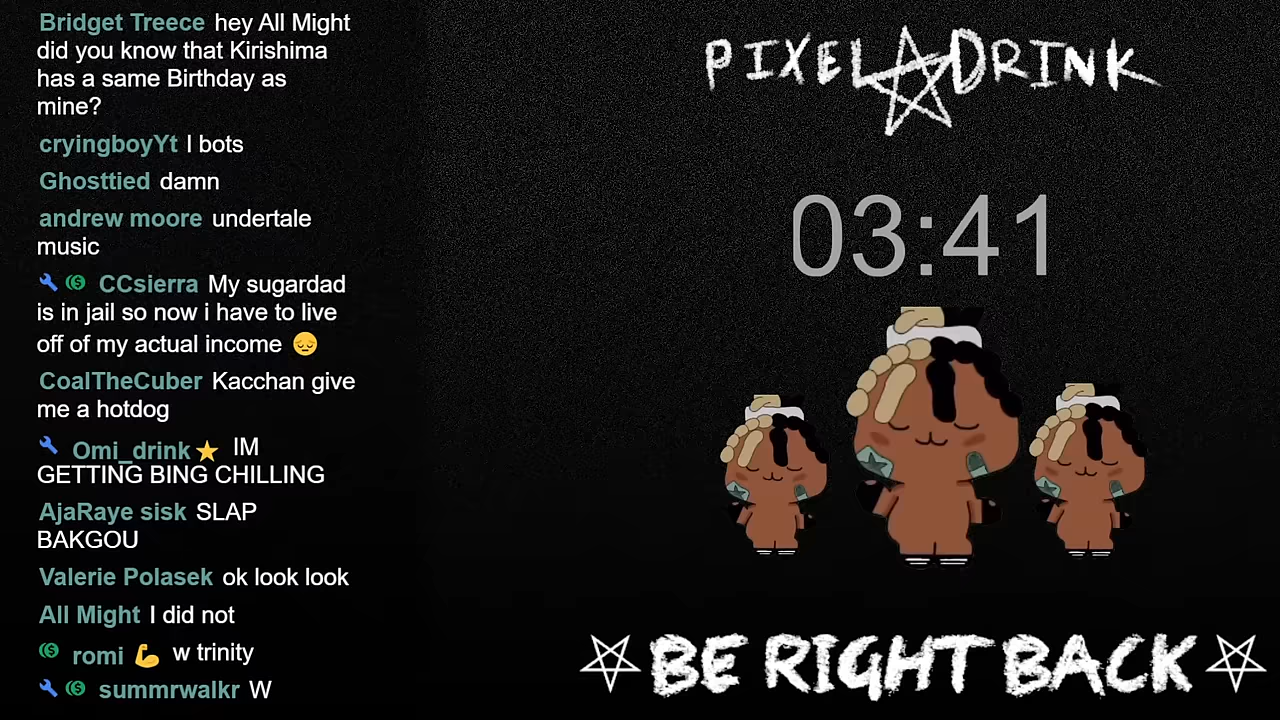 Bridget Treece hey All Might
did you know that Kirishima
has a same Birthday as
mine?
cryingboyYt I bots
Ghosttied damn
andrew moore undertale
music
CCsierra My sugardad
is in jail so now i have to live
off of my actual income 😔
CoalTheCuber Kacchan give
me a hotdog
Omi_drink⭐ IM
GETTING BING CHILLING
AjaRaye sisk SLAP
BAKGOU
Valerie Polasek ok look look
All Might I did not
romi 💪 w trinity
summrwalkr W
PIXEL DRINK
03:41
BE RIGHT BACK